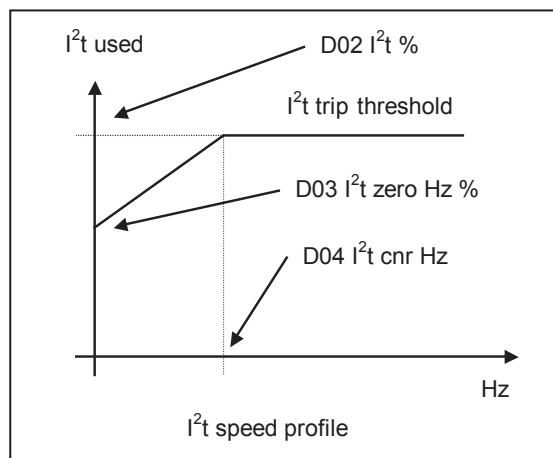 I²t used
D02 I²t %
I²t trip threshold
D03 I²t zero Hz %
D04 I²t cnr Hz
Hz
I²t speed profile